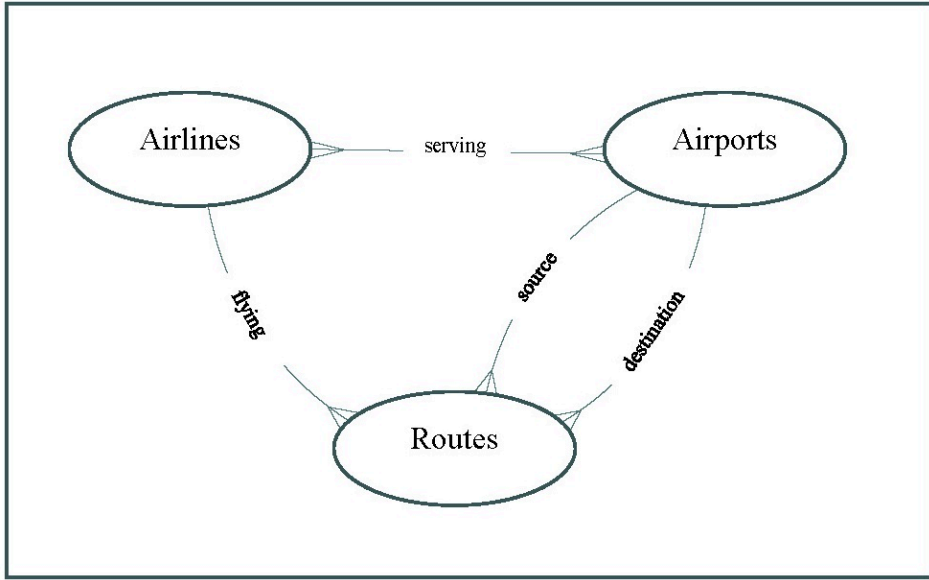 Airlines
serving
Airports
flying
source
destination
Routes